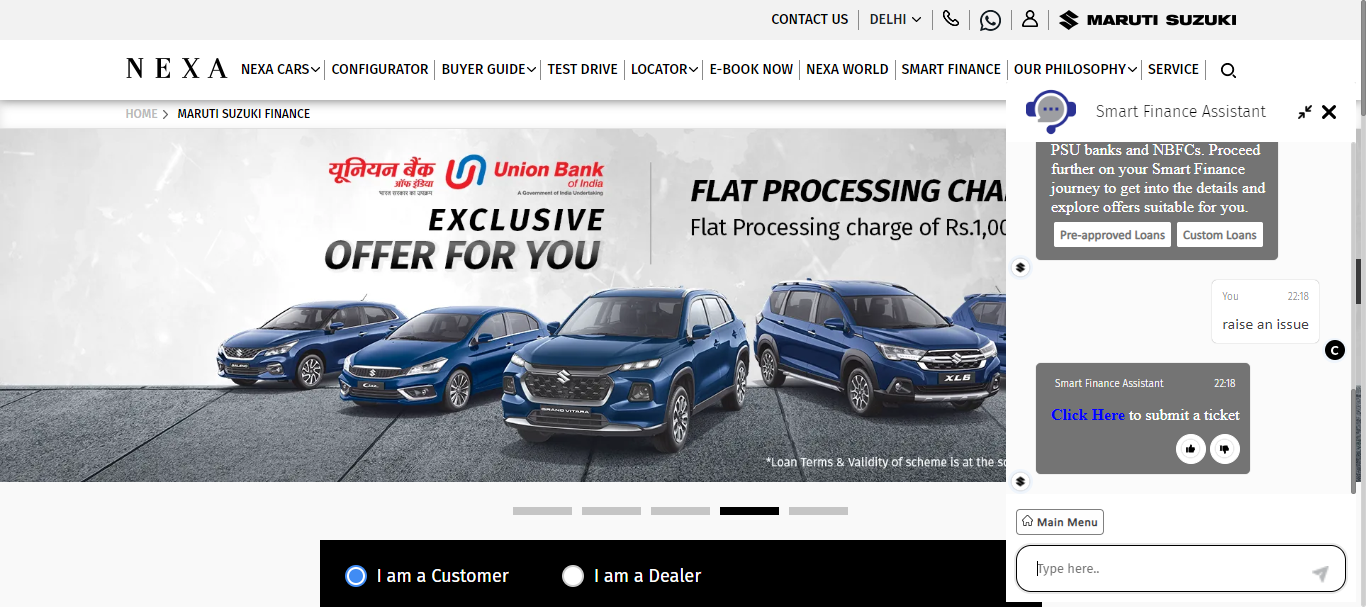 CONTACT US
DELHI
MARUTI SUZUKI
NEXA
NEXA CARS
CONFIGURATOR
BUYER GUIDE
TEST DRIVE
LOCATOR
E-BOOK NOW
NEXA WORLD
SMART FINANCE
OUR PHILOSOPHY
SERVICE
HOME > MARUTI SUZUKI FINANCE
यूनियन बैंक
ऑफ इंडिया
भारत सरकार का उपक्रम
Union Bank
of India
A Government of India Undertaking
EXCLUSIVE
OFFER FOR YOU
FLAT PROCESSING CHA
Flat Processing charge of Rs.1,00
BALENO
CIAZ
GRAND VITARA
XL6
*Loan Terms & Validity of scheme is at the so
I am a Customer
I am a Dealer
Smart Finance Assistant
PSU banks and NBFCs. Proceed
further on your Smart Finance
journey to get into the details and
explore offers suitable for you.
Pre-approved Loans
Custom Loans
You 22:18
raise an issue
C
Smart Finance Assistant 22:18
Click Here to submit a ticket
Main Menu
Type here..